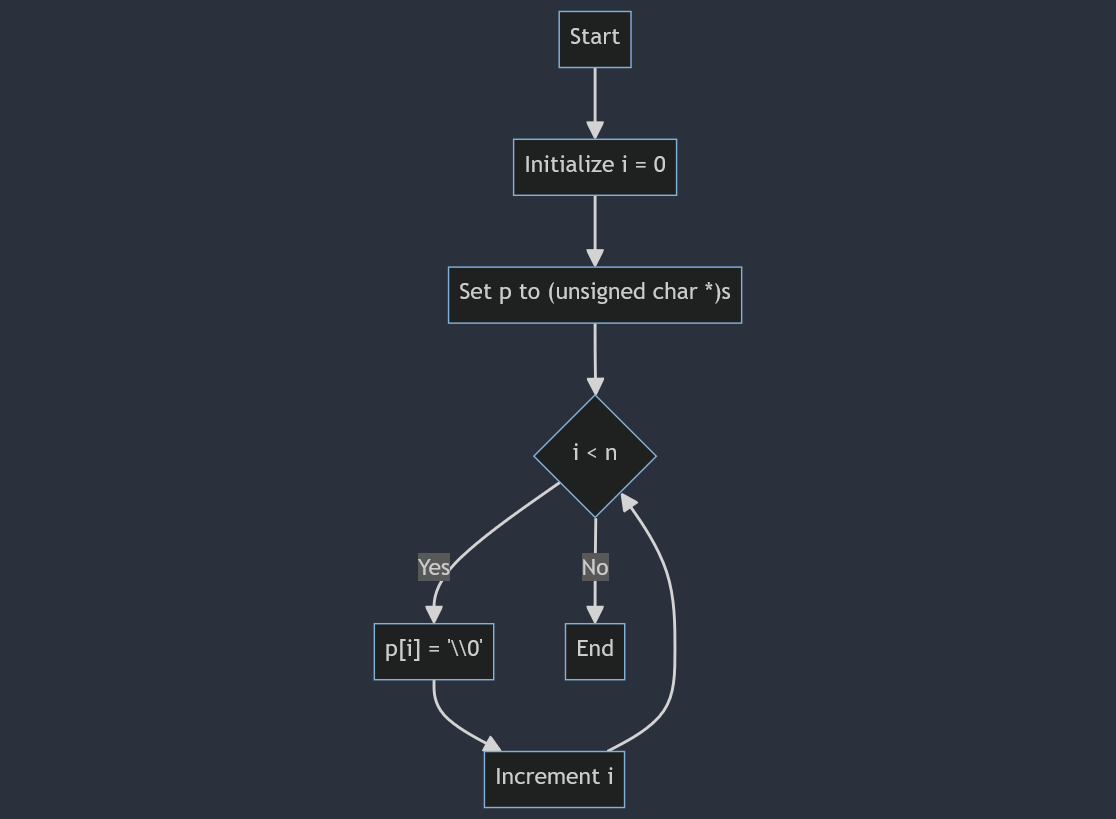 Start
Initialize i = 0
Set p to (unsigned char *)s
i < n
Yes
No
p[i] = '\\0'
End
Increment i